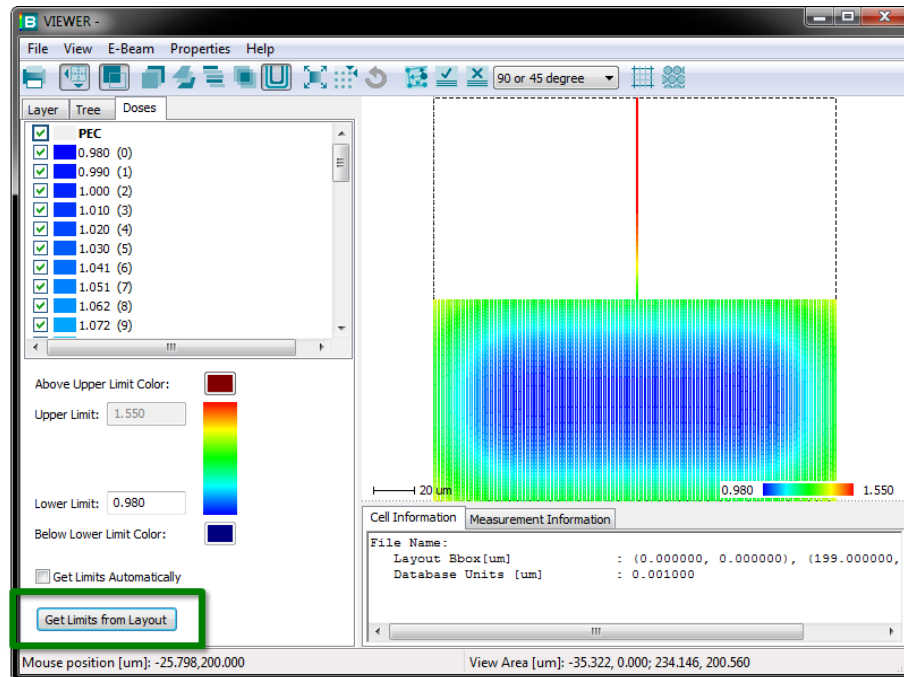 VIEWER -
File View E-Beam Properties Help
90 or 45 degree
Layer Tree Doses
PEC
0.980 (0)
0.990 (1)
1.000 (2)
1.010 (3)
1.020 (4)
1.030 (5)
1.041 (6)
1.051 (7)
1.062 (8)
1.072 (9)
Above Upper Limit Color:
Upper Limit: 1.550
Lower Limit: 0.980
Below Lower Limit Color:
Get Limits Automatically
Get Limits from Layout
20 um
0.980 1.550
Cell Information Measurement Information
File Name:
Layout Bbox[um] : (0.000000, 0.000000), (199.000000,
Database Units [um] : 0.001000
Mouse position [um]: -25.798,200.000
View Area [um]: -35.322, 0.000; 234.146, 200.560